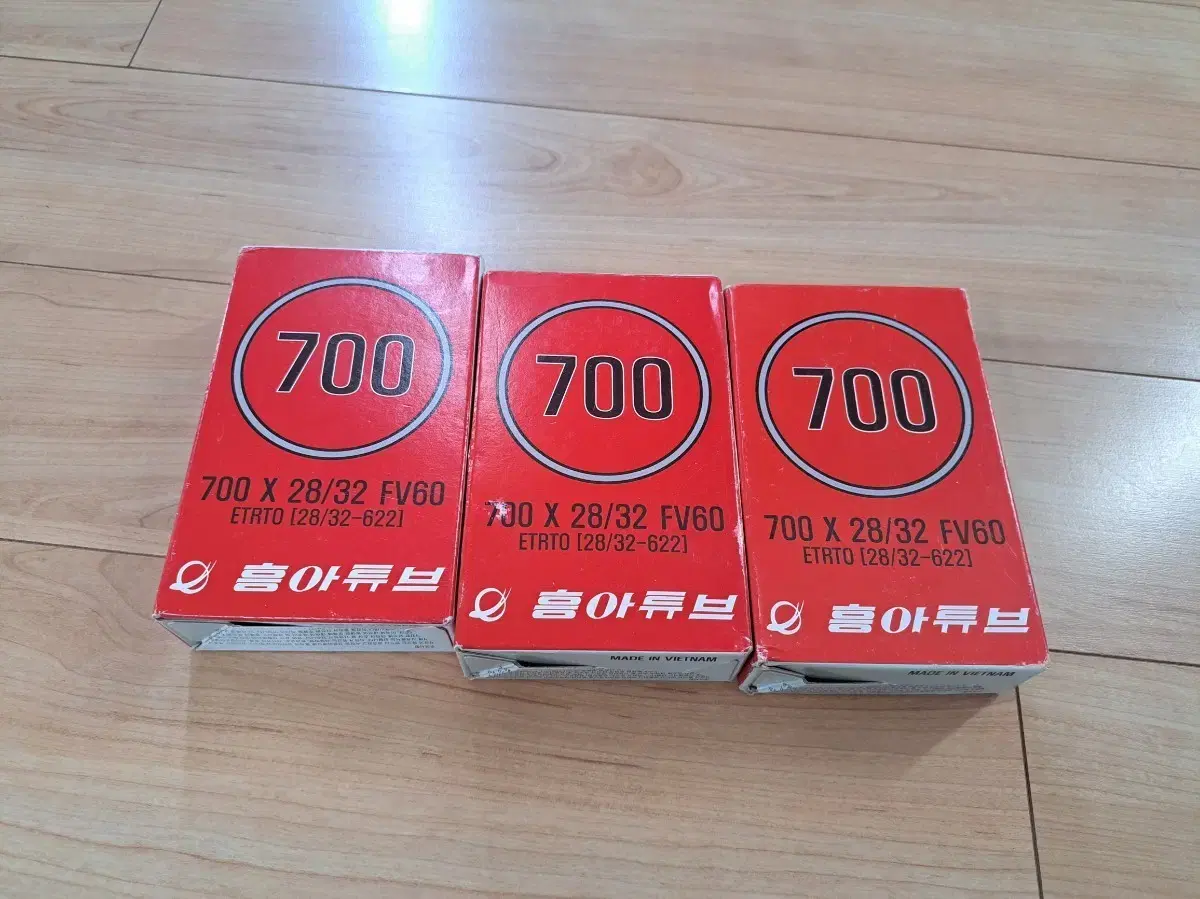 700
700 X 28/32 FV60
ETRTO [28/32-622]
흥아튜브
700
700 X 28/32 FV60
ETRTO [28/32-622]
흥아튜브
MADE IN VIETNAM
700
700 X 28/32 FV60
ETRTO [28/32-622]
흥아튜브
MADE IN VIETNAM